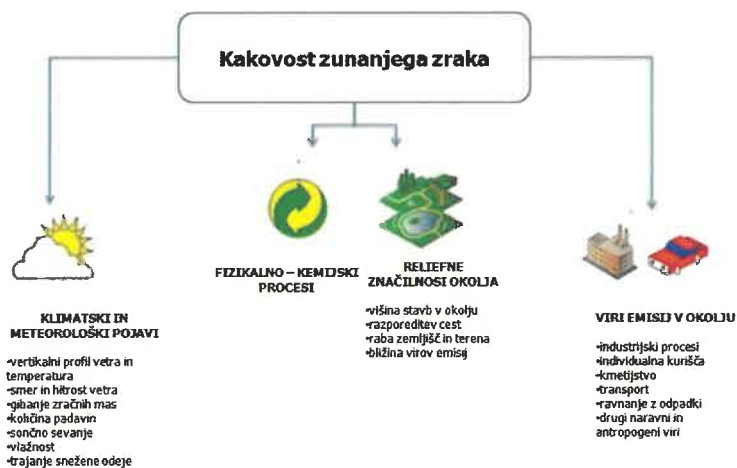 Kakovost zunanjega zraka
KLIMATSKI IN
METEOROLOŠKI POJAVI
•vertikalni profil vetra in
temperatura
•smer in hitrost vetra
•gibanje zračnih mas
•količina padavin
•sončno sevanje
•vlažnost
•trajanje snežene odeje
FIZIKALNO – KEMIJSKI
PROCESI
RELIEFNE
ZNAČILNOSTI OKOLJA
•višina stavb v okolju
•razporeditev cest
•raba zemljišč in terena
•bližina virov emisij
VIRI EMISIJ V OKOLJU
•industrijski procesi
•individualna kurišča
•kmetijstvo
•transport
•ravnanje z odpadki
•drugi naravni in
antropogeni viri